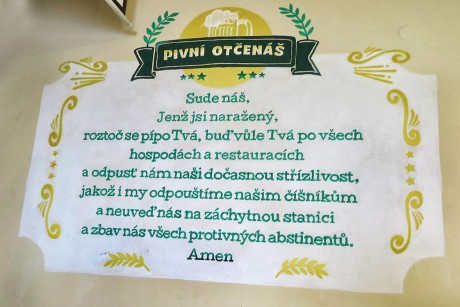 PIVNÍ OTČENÁŠ
Sude náš,
Jenž jsi naražený,
roztoč se pípo Tvá, buď vůle Tvá po všech
hospodách a restauracích
a odpusť nám naši dočasnou střízlivost,
jakož i my odpouštíme našim číšníkům
a neuveď nás na záchytnou stanici
a zbav nás všech protivných abstinentů.
Amen